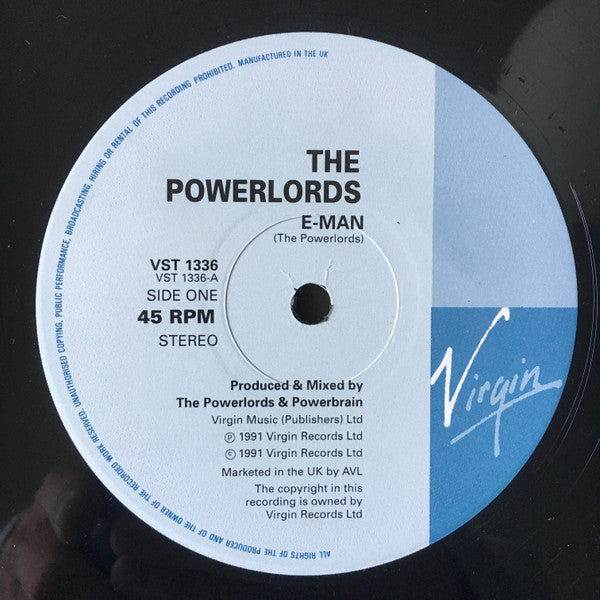 THE
POWERLORDS
E-MAN
(The Powerlords)
VST 1336
VST 1336-A
SIDE ONE
45 RPM
STEREO
Produced & Mixed by
The Powerlords & Powerbrain
Virgin Music (Publishers) Ltd
℗ 1991 Virgin Records Ltd
© 1991 Virgin Records Ltd
Marketed in the UK by AVL
The copyright in this
recording is owned by
Virgin Records Ltd
Virgin
ALL RIGHTS OF THE PRODUCER AND OF THE OWNER OF THE RECORDED WORK RESERVED. UNAUTHORISED COPYING, PUBLIC PERFORMANCE, BROADCASTING, HIRING OR RENTAL OF THIS RECORDING PROHIBITED. MANUFACTURED IN THE UK